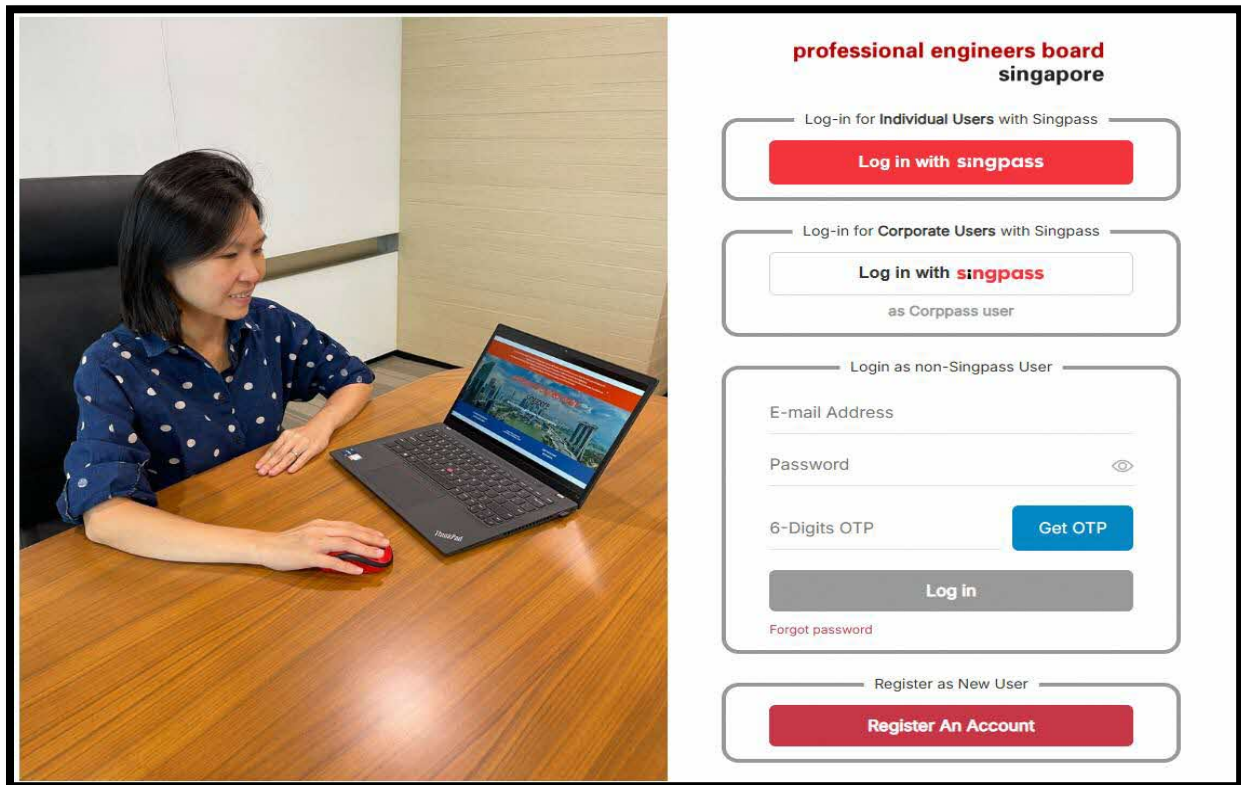 professional engineers board
singapore
Log-in for Individual Users with Singpass
Log in with singpass
Log-in for Corporate Users with Singpass
Log in with singpass
as Corppass user
Login as non-Singpass User
E-mail Address
Password
6-Digits OTP
Get OTP
Log in
Forgot password
Register as New User
Register An Account
ThinkPad